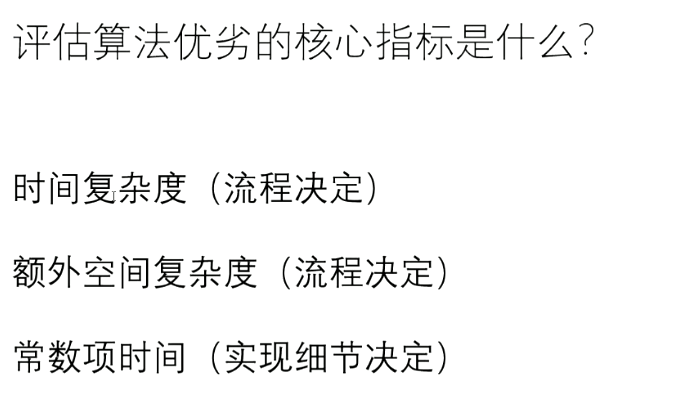 评估算法优劣的核心指标是什么？
时间复杂度（流程决定）
额外空间复杂度（流程决定）
常数项时间（实现细节决定）